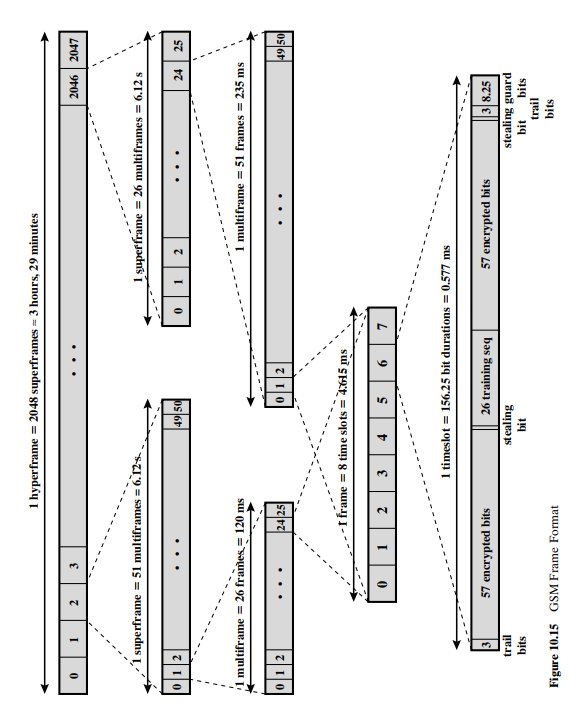 1 hyperframe = 2048 superframes = 3 hours, 29 minutes
0 1 2 3 • • • 2046 2047
1 superframe = 51 multiframes = 6.12 s
0 1 2 • • • 49 50
1 superframe = 26 multiframes = 6.12 s
0 1 2 • • • • 24 25
1 multiframe = 26 frames = 120 ms
0 1 2 • • • • 24 25
1 multiframe = 51 frames = 235 ms
0 1 2 • • • 49 50
1 frame = 8 time slots = 4.615 ms
0 1 2 3 4 5 6 7
1 timeslot = 156.25 bit durations = 0.577 ms
3 57 encrypted bits 26 training seq 57 encrypted bits 3 8.25
trail
bits
stealing
bit
stealing
bit
guard
bits
trail
bits
Figure 10.15 GSM Frame Format